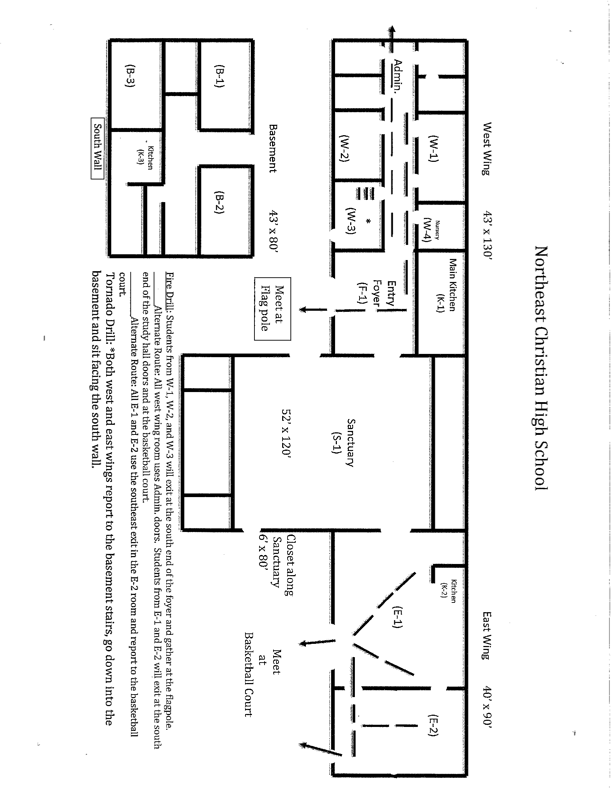 Northeast Christian High School
West Wing 43' x 130'
East Wing 40' x 90'
Admin.
(W-1)
(W-2)
Nursery
(W-4)
*
(W-3)
Main Kitchen
(K-1)
Entry
Foyer
(F-1)
Sanctuary
(S-1)
52' x 120'
Kitchen
(K-2)
(E-1)
(E-2)
Meet at
Flag pole
Closet along
Sanctuary
6' x 80'
Meet
at
Basketball Court
Basement 43' x 80'
(B-1)
(B-2)
(B-3)
Kitchen
(K-3)
South Wall
Fire Drill: Students from W-1, W-2, and W-3 will exit at the south end of the foyer and gather at the flagpole.
Alternate Route: All west wing room uses Admin. doors. Students from E-1 and E-2 will exit at the south
end of the study hall doors and at the basketball court.
Alternate Route: All E-1 and E-2 use the southeast exit in the E-2 room and report to the basketball
court.
Tornado Drill: *Both west and east wings report to the basement stairs, go down into the
basement and sit facing the south wall.